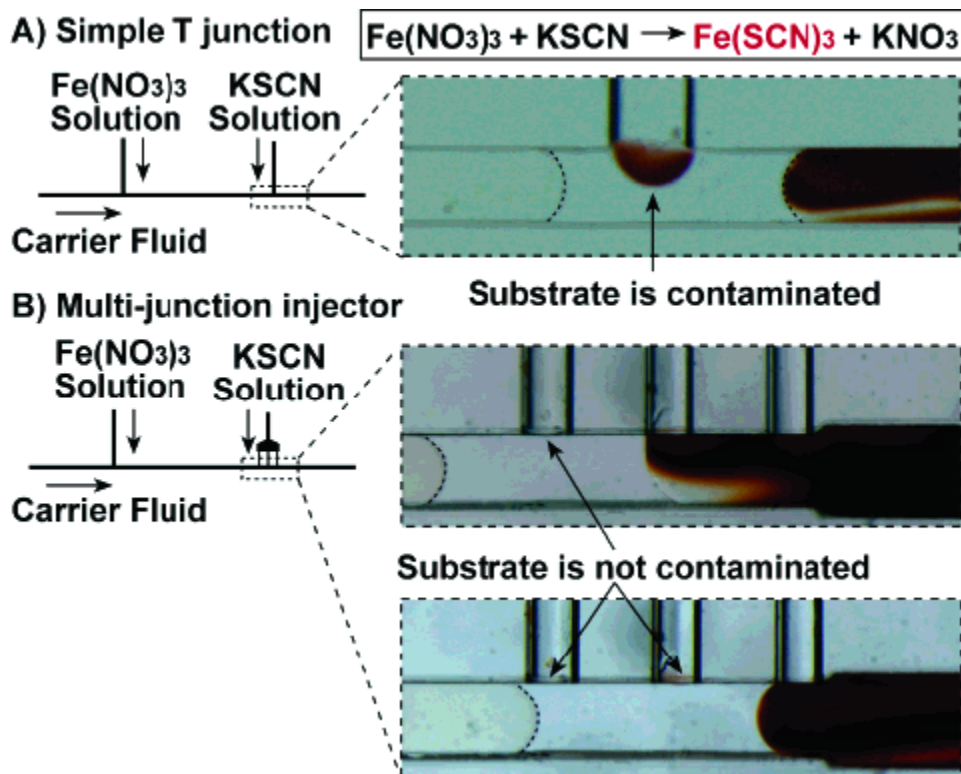 A) Simple T junction
Fe(NO3)3 + KSCN → Fe(SCN)3 + KNO3
Fe(NO3)3
Solution
KSCN
Solution
Carrier Fluid
Substrate is contaminated
B) Multi-junction injector
Fe(NO3)3
Solution
KSCN
Solution
Carrier Fluid
Substrate is not contaminated